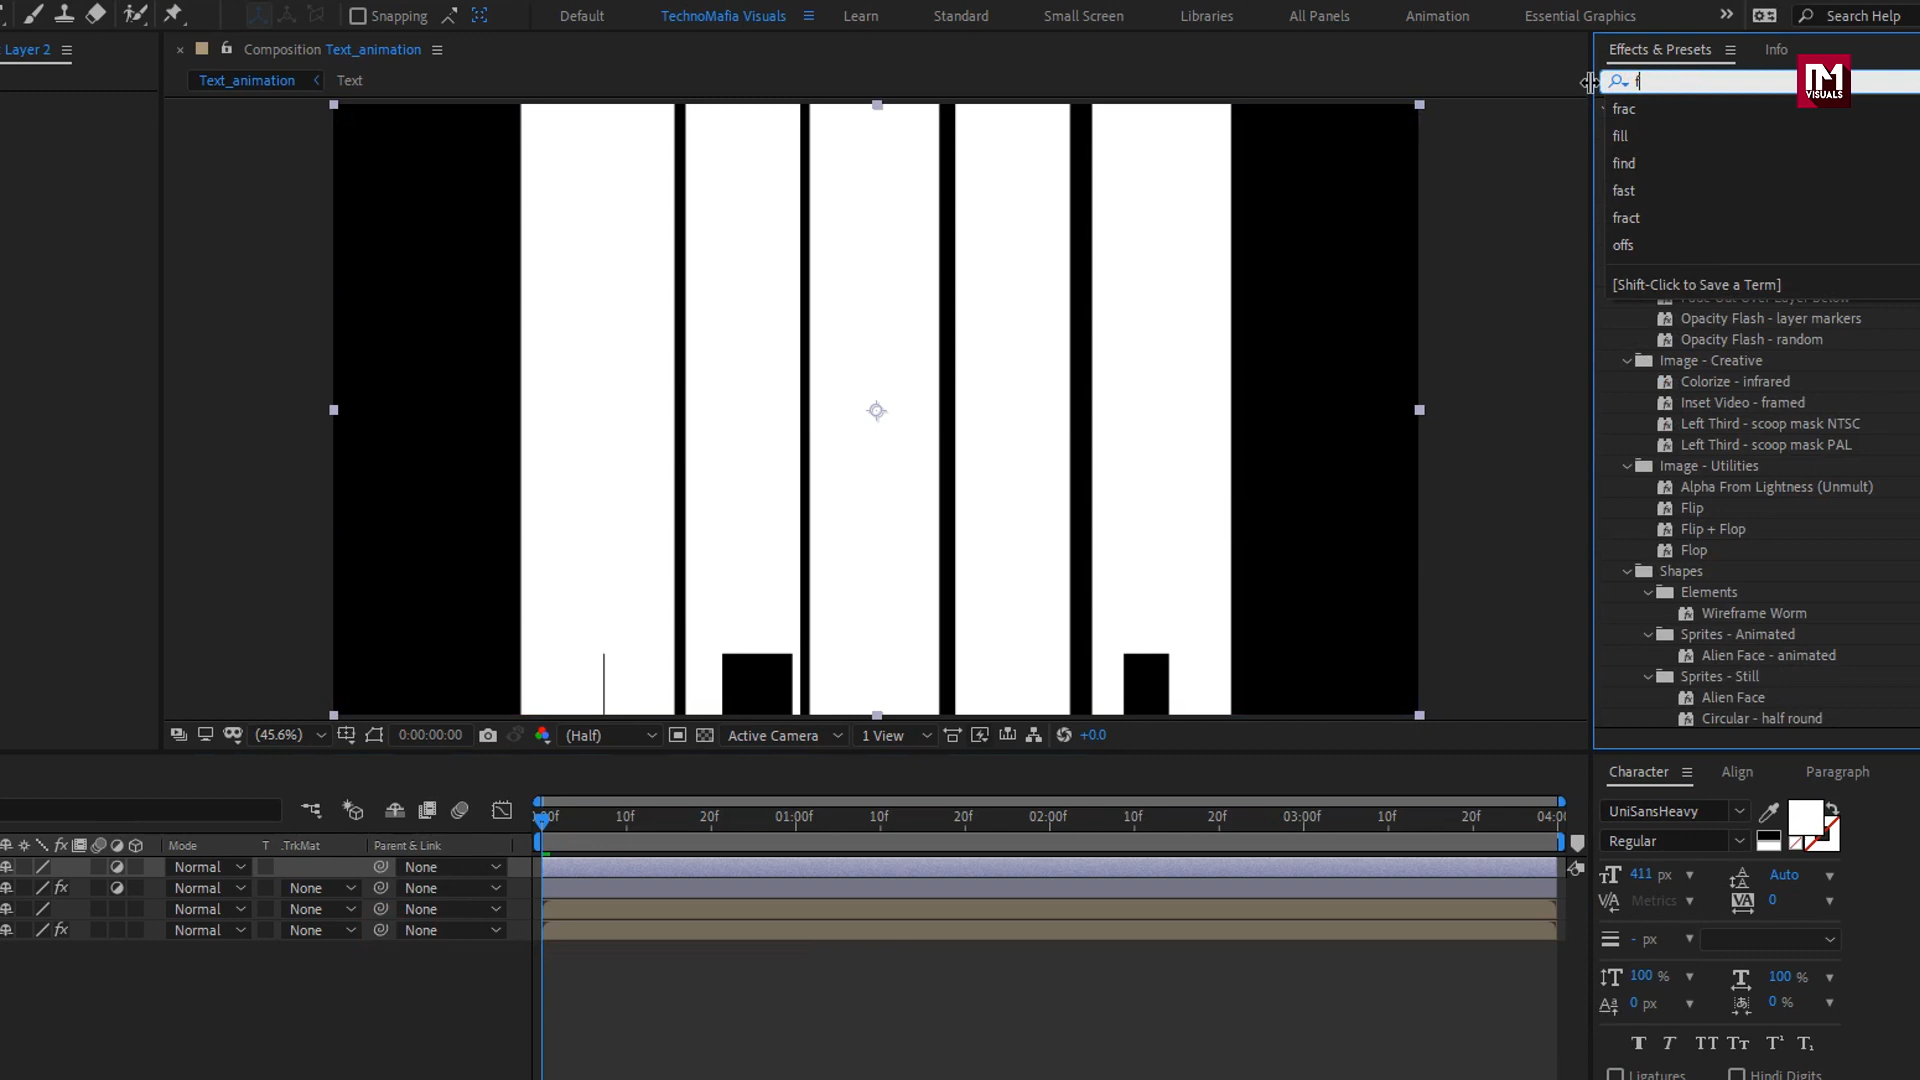 Snapping
Default
TechnoMafia Visuals
Learn
Standard
Small Screen
Libraries
All Panels
Animation
Essential Graphics
Search Help
Layer 2
Composition Text_animation
Effects & Presets
Info
Text_animation
Text
f
VISUALS
frac
fill
find
fast
fract
offs
[Shift-Click to Save a Term]
Opacity Flash - layer markers
Opacity Flash - random
Image - Creative
Colorize - infrared
Inset Video - framed
Left Third - scoop mask NTSC
Left Third - scoop mask PAL
Image - Utilities
Alpha From Lightness (Unmult)
Flip
Flip + Flop
Flop
Shapes
Elements
Wireframe Worm
Sprites - Animated
Alien Face - animated
Sprites - Still
Alien Face
Circular - half round
(45.6%)
0:00:00:00
(Half)
Active Camera
1 View
+0.0
Character
Align
Paragraph
UniSansHeavy
Regular
411 px
Auto
Metrics
0
- px
100 %
100 %
0 px
0 %
Ligatures
Hindi Digits
10f
20f
01:00f
10f
20f
02:00f
10f
20f
03:00f
10f
20f
Mode
T
.TrkMat
Parent & Link
Normal
None
Normal
None
None
Normal
None
None
Normal
None
None